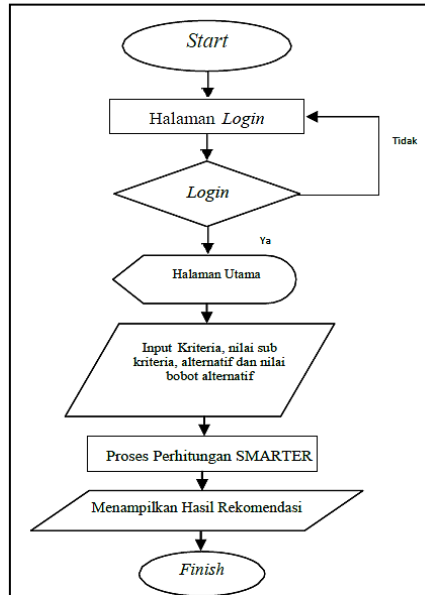 Start
Halaman Login
Tidak
Login
Ya
Halaman Utama
Input Kriteria, nilai sub
kriteria, alternatif dan nilai
bobot alternatif
Proses Perhitungan SMARTER
Menampilkan Hasil Rekomendasi
Finish